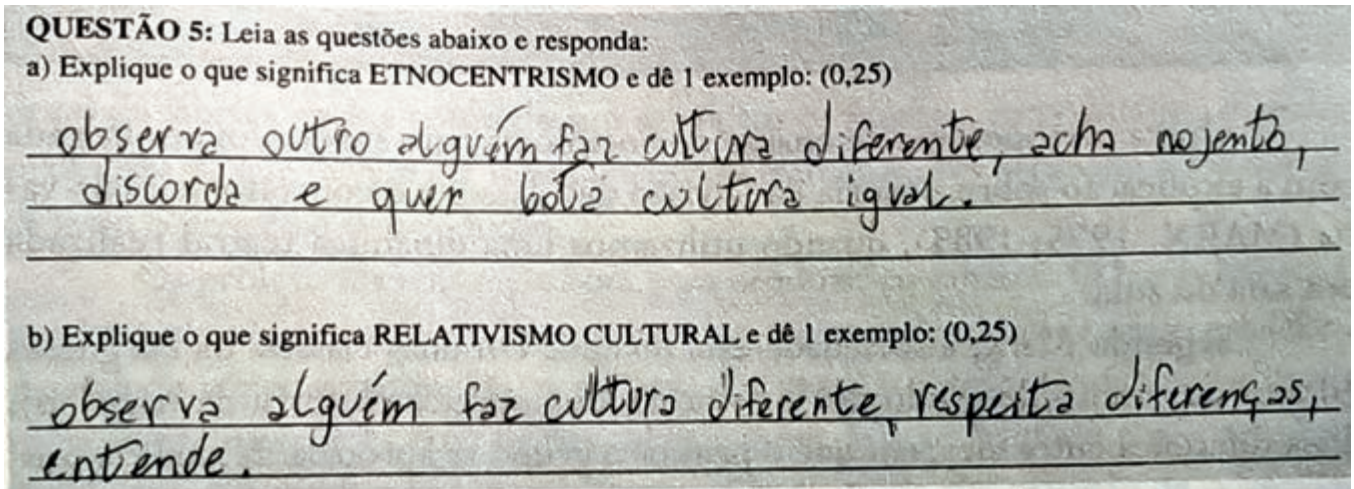 QUESTÃO 5: Leia as questões abaixo e responda:
a) Explique o que significa ETNOCENTRISMO e dê 1 exemplo: (0,25)
observa outro alguém faz cultura diferente, acha nojento,
discorda e quer bota cultura igual.
b) Explique o que significa RELATIVISMO CULTURAL e dê 1 exemplo: (0,25)
observa alguém faz cultura diferente, respeita diferenças,
entende.